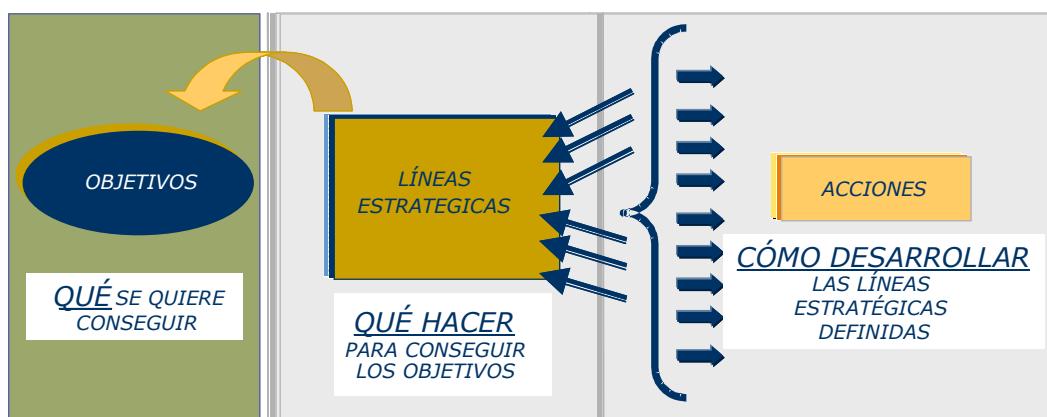 OBJETIVOS
QUÉ SE QUIERE
CONSEGUIR
LÍNEAS
ESTRATEGICAS
QUÉ HACER
PARA CONSEGUIR
LOS OBJETIVOS
ACCIONES
CÓMO DESARROLLAR
LAS LÍNEAS
ESTRATÉGICAS
DEFINIDAS